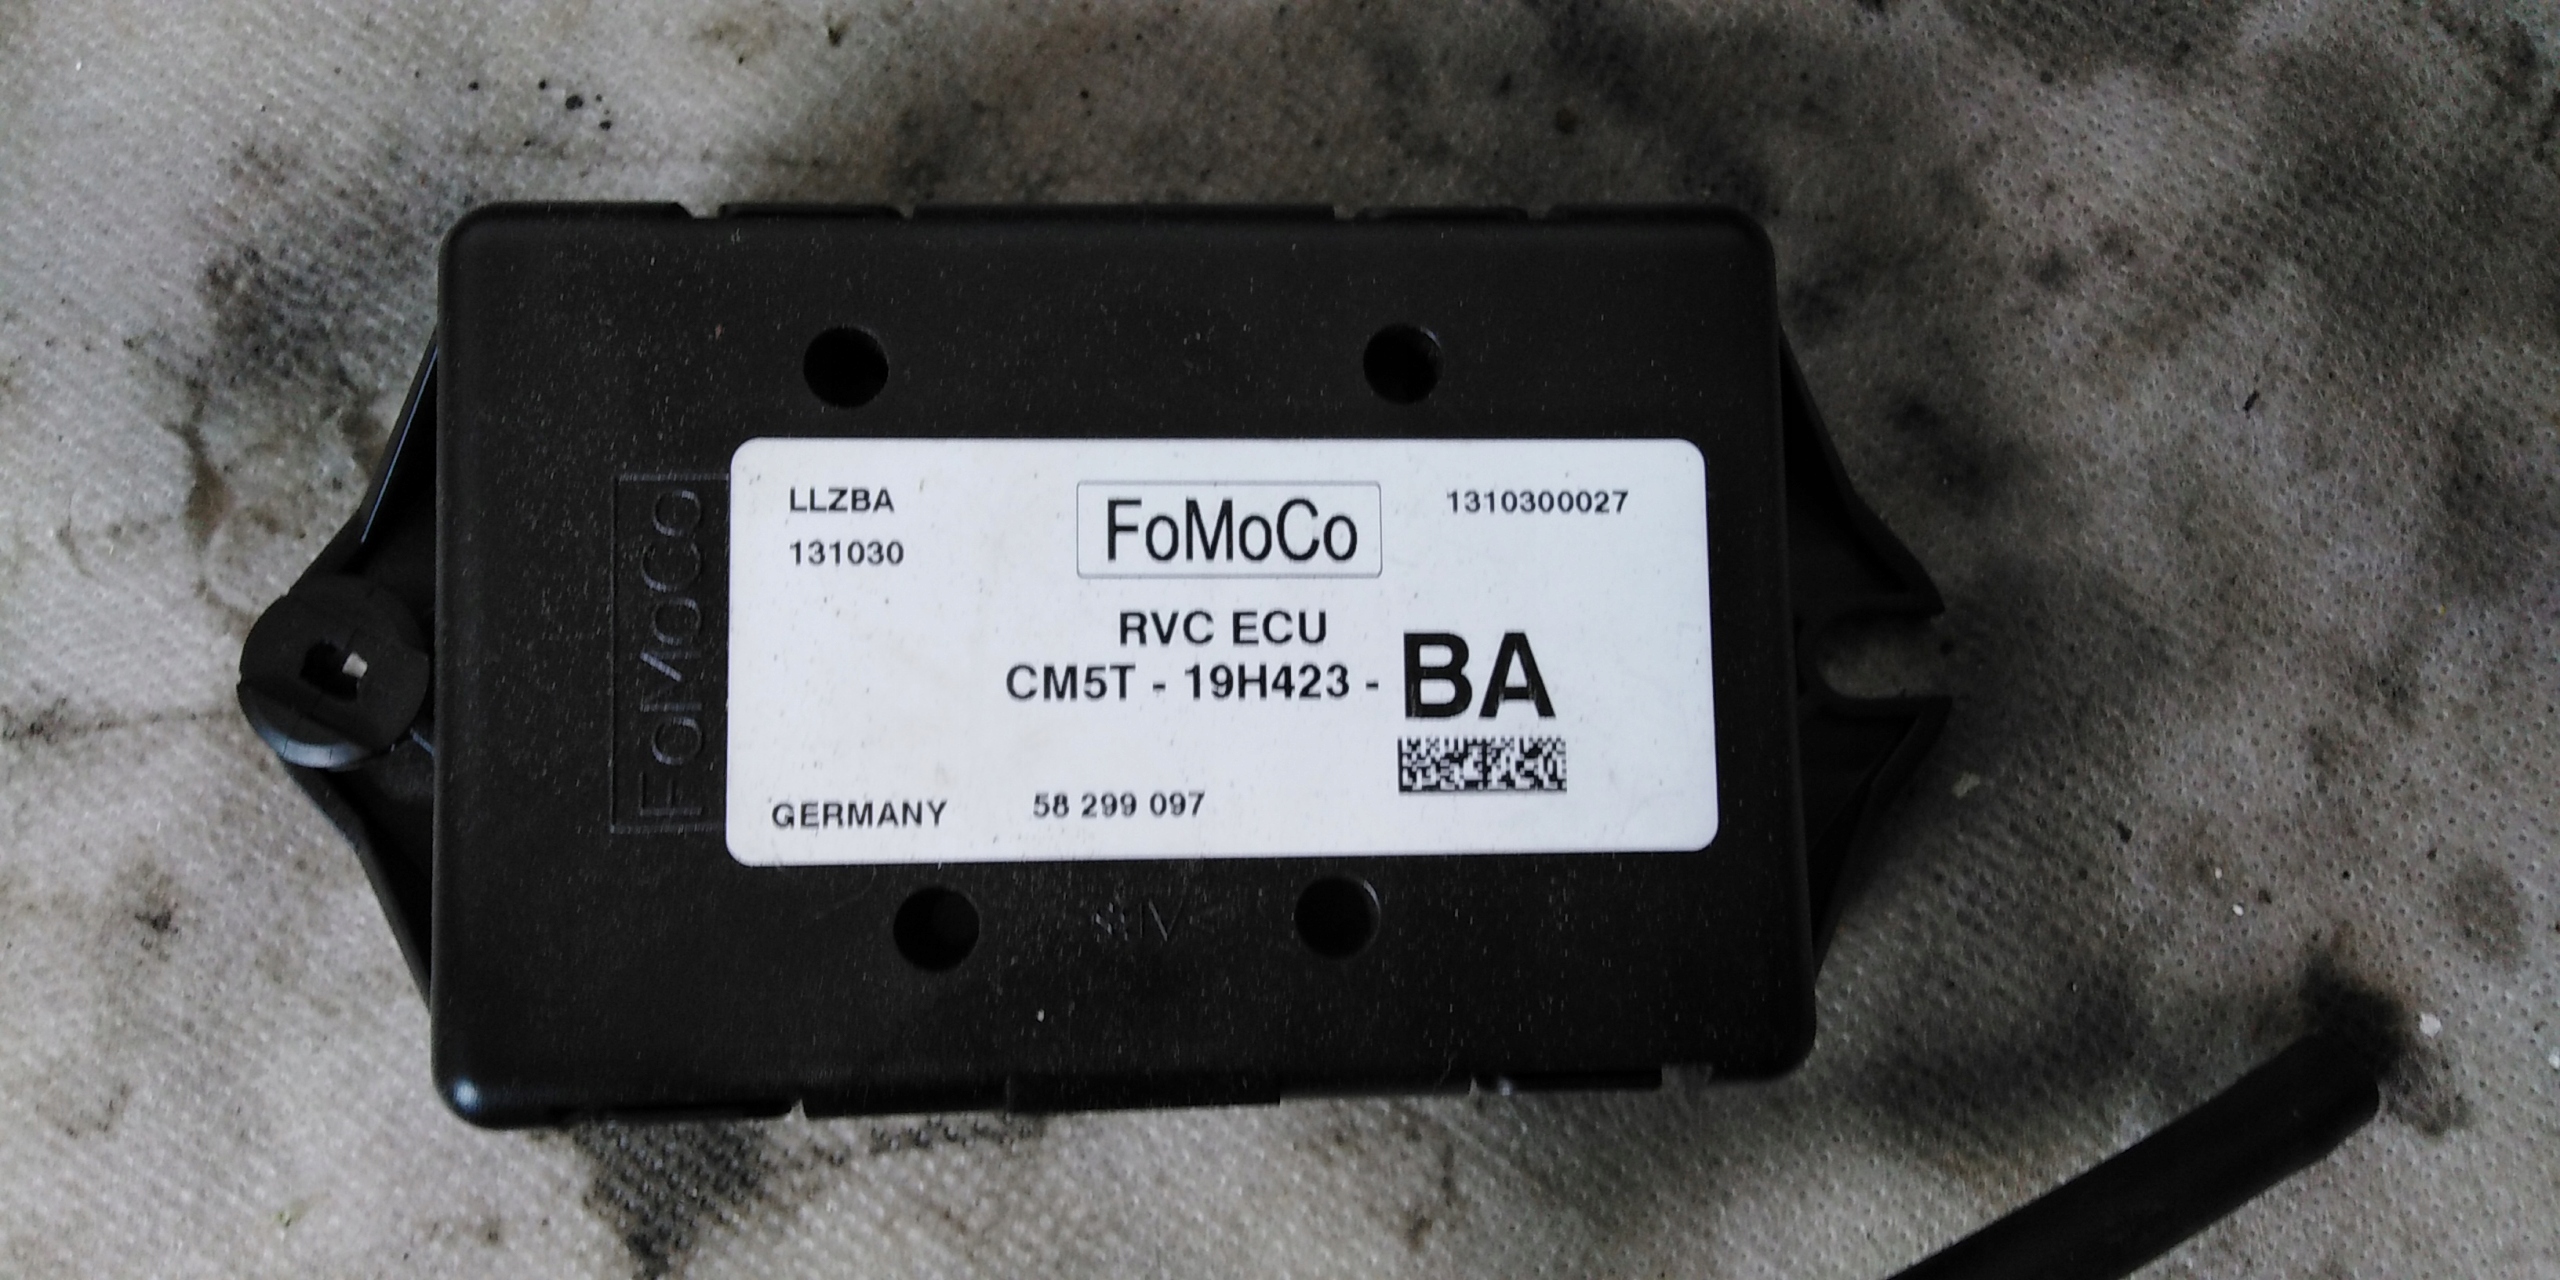 LLZBA
131030
FoMoCo
1310300027
RVC ECU
CM5T - 19H423 - BA
GERMANY
58 299 097
FoMoCo